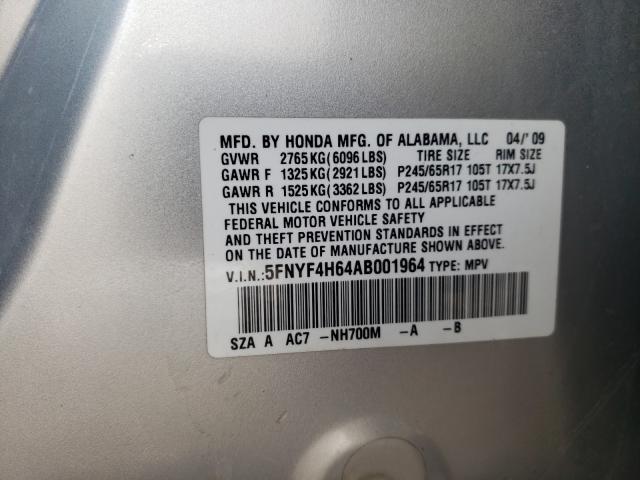 MFD. BY HONDA MFG. OF ALABAMA, LLC 04/'09
GVWR 2765KG(6096LBS) TIRE SIZE RIM SIZE
GAWR F 1325KG(2921LBS) P245/65R17 105T 17X7.5J
GAWR R 1525KG(3362LBS) P245/65R17 105T 17X7.5J
THIS VEHICLE CONFORMS TO ALL APPLICABLE
FEDERAL MOTOR VEHICLE SAFETY
AND THEFT PREVENTION STANDARDS IN EFFECT
ON THE DATE OF MANUFACTURE SHOWN ABOVE.
V.I.N.:5FNYF4H64AB001964 TYPE: MPV
SZA A AC7 -NH700M -A -B